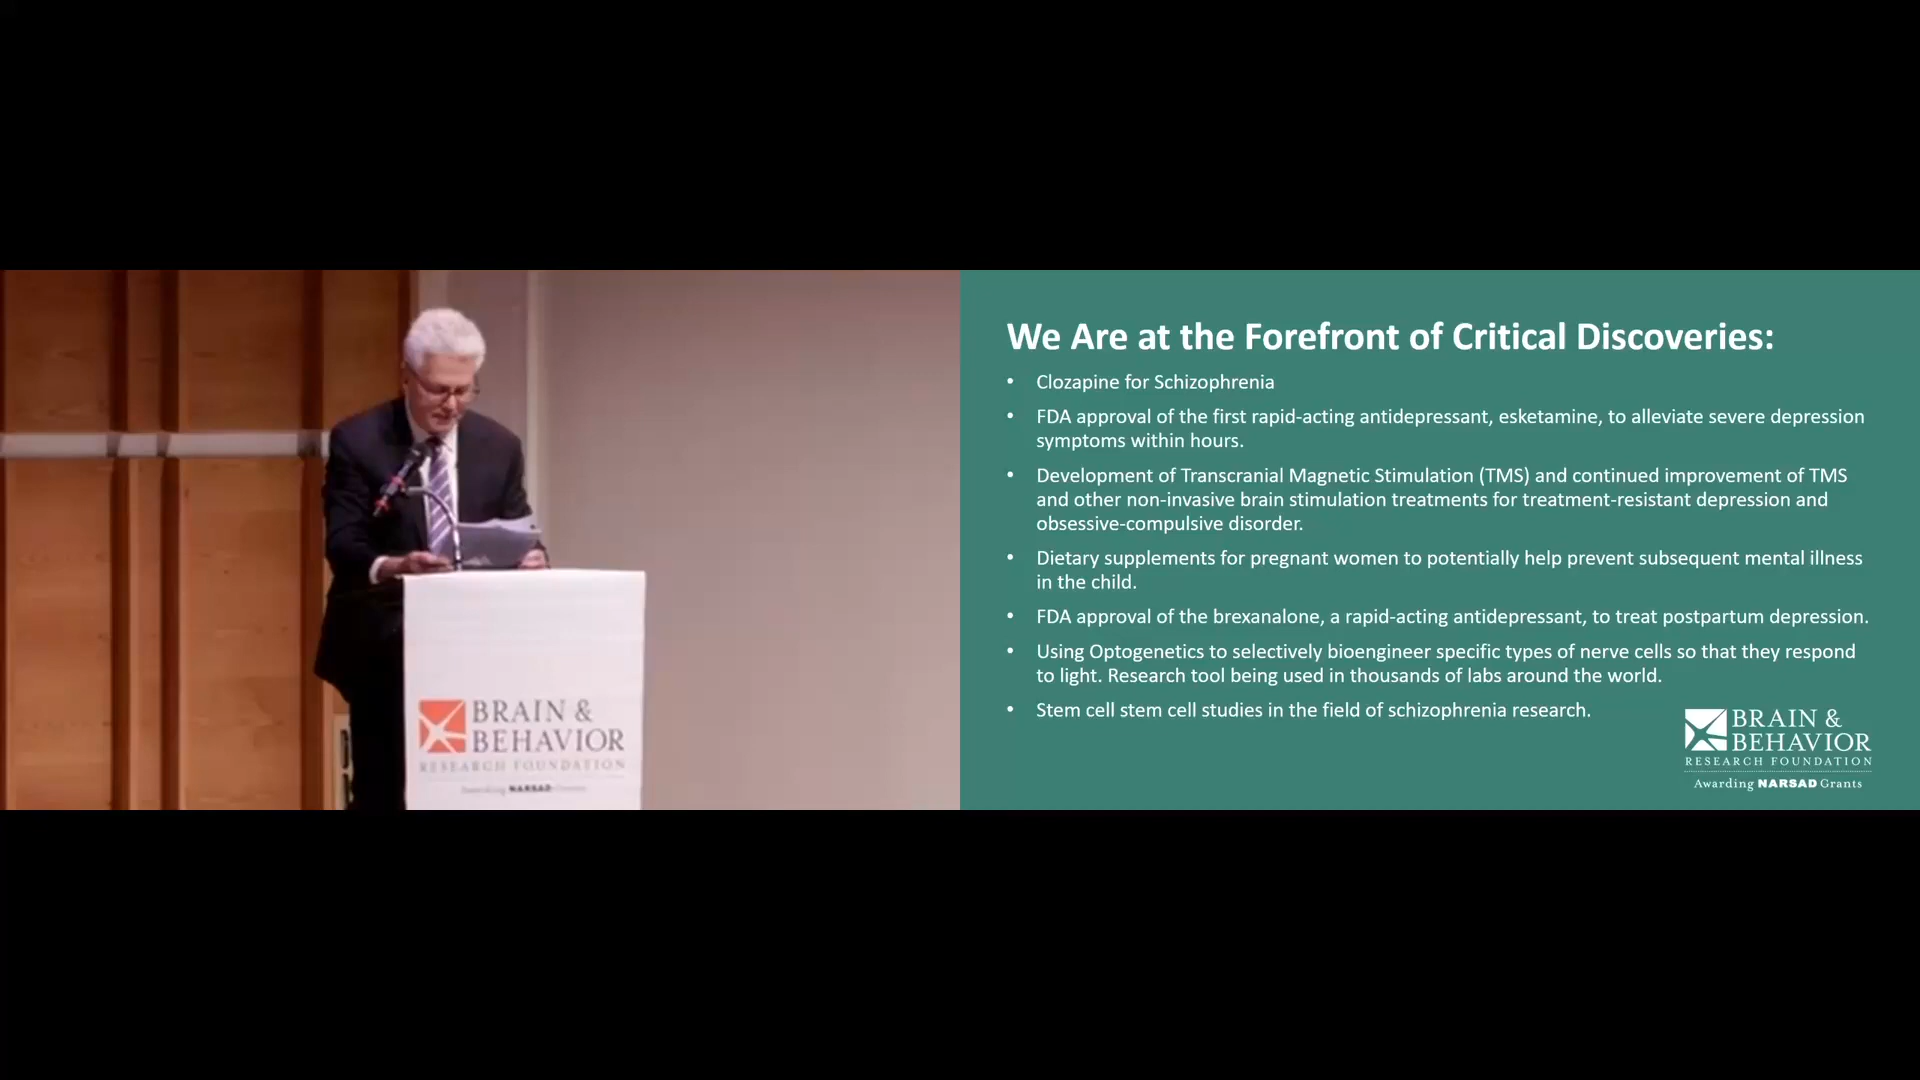 We Are at the Forefront of Critical Discoveries:
• Clozapine for Schizophrenia
• FDA approval of the first rapid-acting antidepressant, esketamine, to alleviate severe depression
symptoms within hours.
• Development of Transcranial Magnetic Stimulation (TMS) and continued improvement of TMS
and other non-invasive brain stimulation treatments for treatment-resistant depression and
obsessive-compulsive disorder.
• Dietary supplements for pregnant women to potentially help prevent subsequent mental illness
in the child.
• FDA approval of the brexanalone, a rapid-acting antidepressant, to treat postpartum depression.
• Using Optogenetics to selectively bioengineer specific types of nerve cells so that they respond
to light. Research tool being used in thousands of labs around the world.
• Stem cell stem cell studies in the field of schizophrenia research.
BRAIN &
BEHAVIOR
RESEARCH FOUNDATION
Awarding NARSAD Grants
BRAIN &
BEHAVIOR
RESEARCH FOUNDATION
Awarding NARSAD Grants